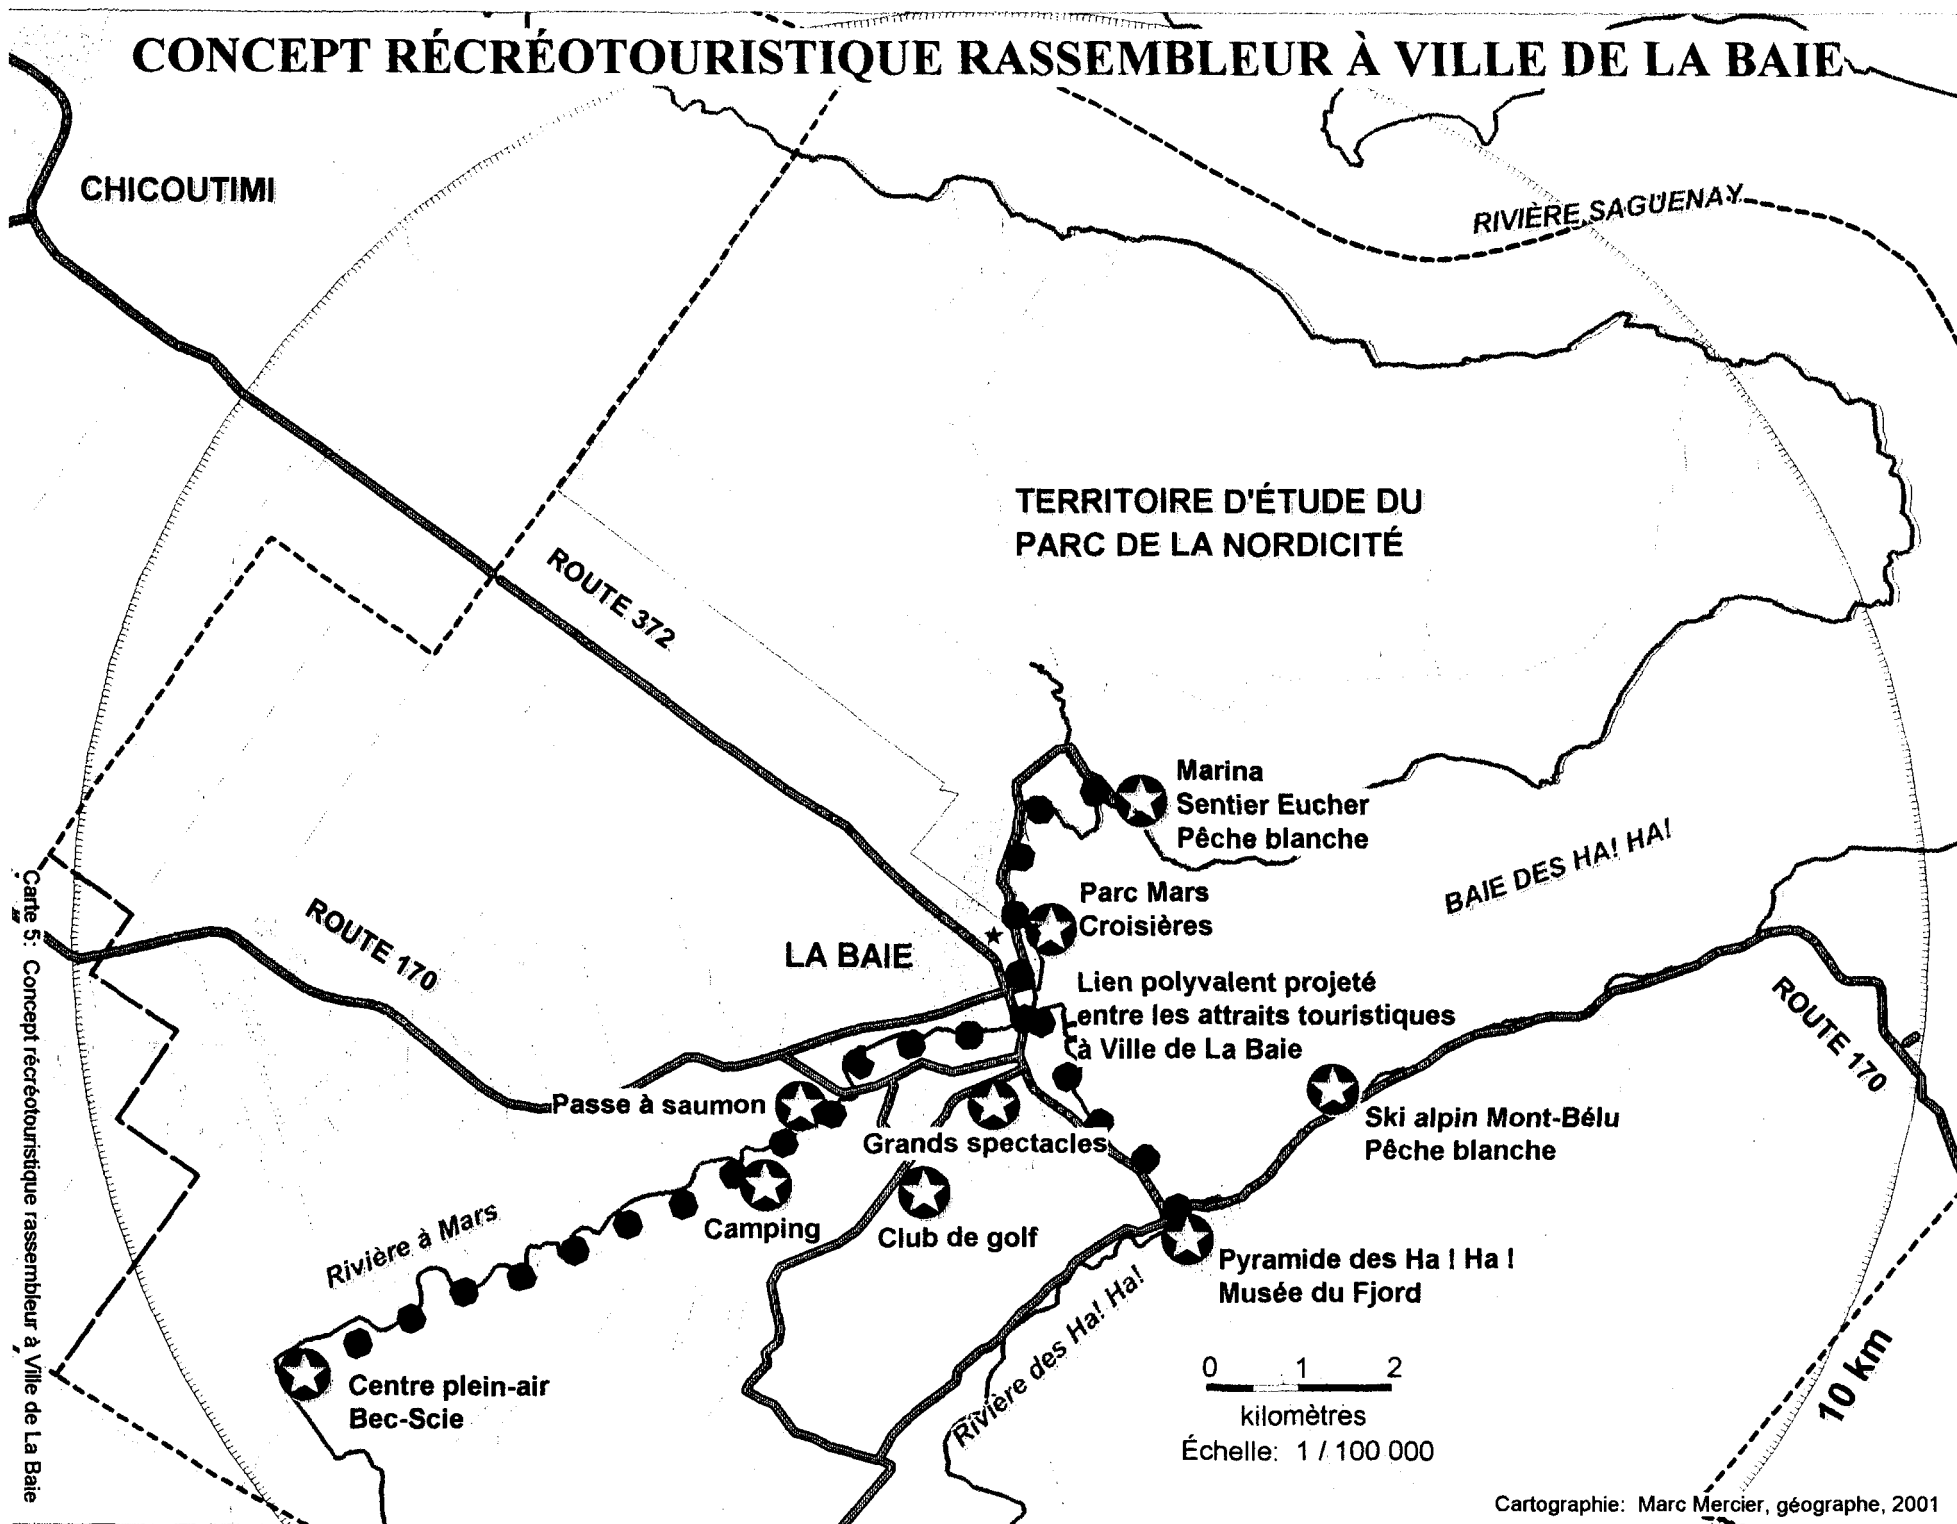 CONCEPT RÉCRÉOTOURISTIQUE RASSEMBLEUR À VILLE DE LA BAIE
CHICOUTIMI
RIVIÈRE SAGUENAY
TERRITOIRE D'ÉTUDE DU
PARC DE LA NORDICITÉ
ROUTE 372
Marina
Sentier Eucher
Pêche blanche
BAIE DES HA! HA!
Parc Mars
Croisières
ROUTE 170
LA BAIE
Lien polyvalent projeté
entre les attraits touristiques
à Ville de La Baie
ROUTE 170
Passe à saumon
Grands spectacles
Ski alpin Mont-Bélu
Pêche blanche
Rivière à Mars
Camping
Club de golf
Pyramide des Ha ! Ha !
Musée du Fjord
Rivière des Ha! Ha!
Centre plein-air
Bec-Scie
0 1 2
kilomètres
Échelle: 1 / 100 000
10 km
Cartographie: Marc Mercier, géographe, 2001
Carte 5: Concept récréotouristique rassembleur à Ville de La Baie